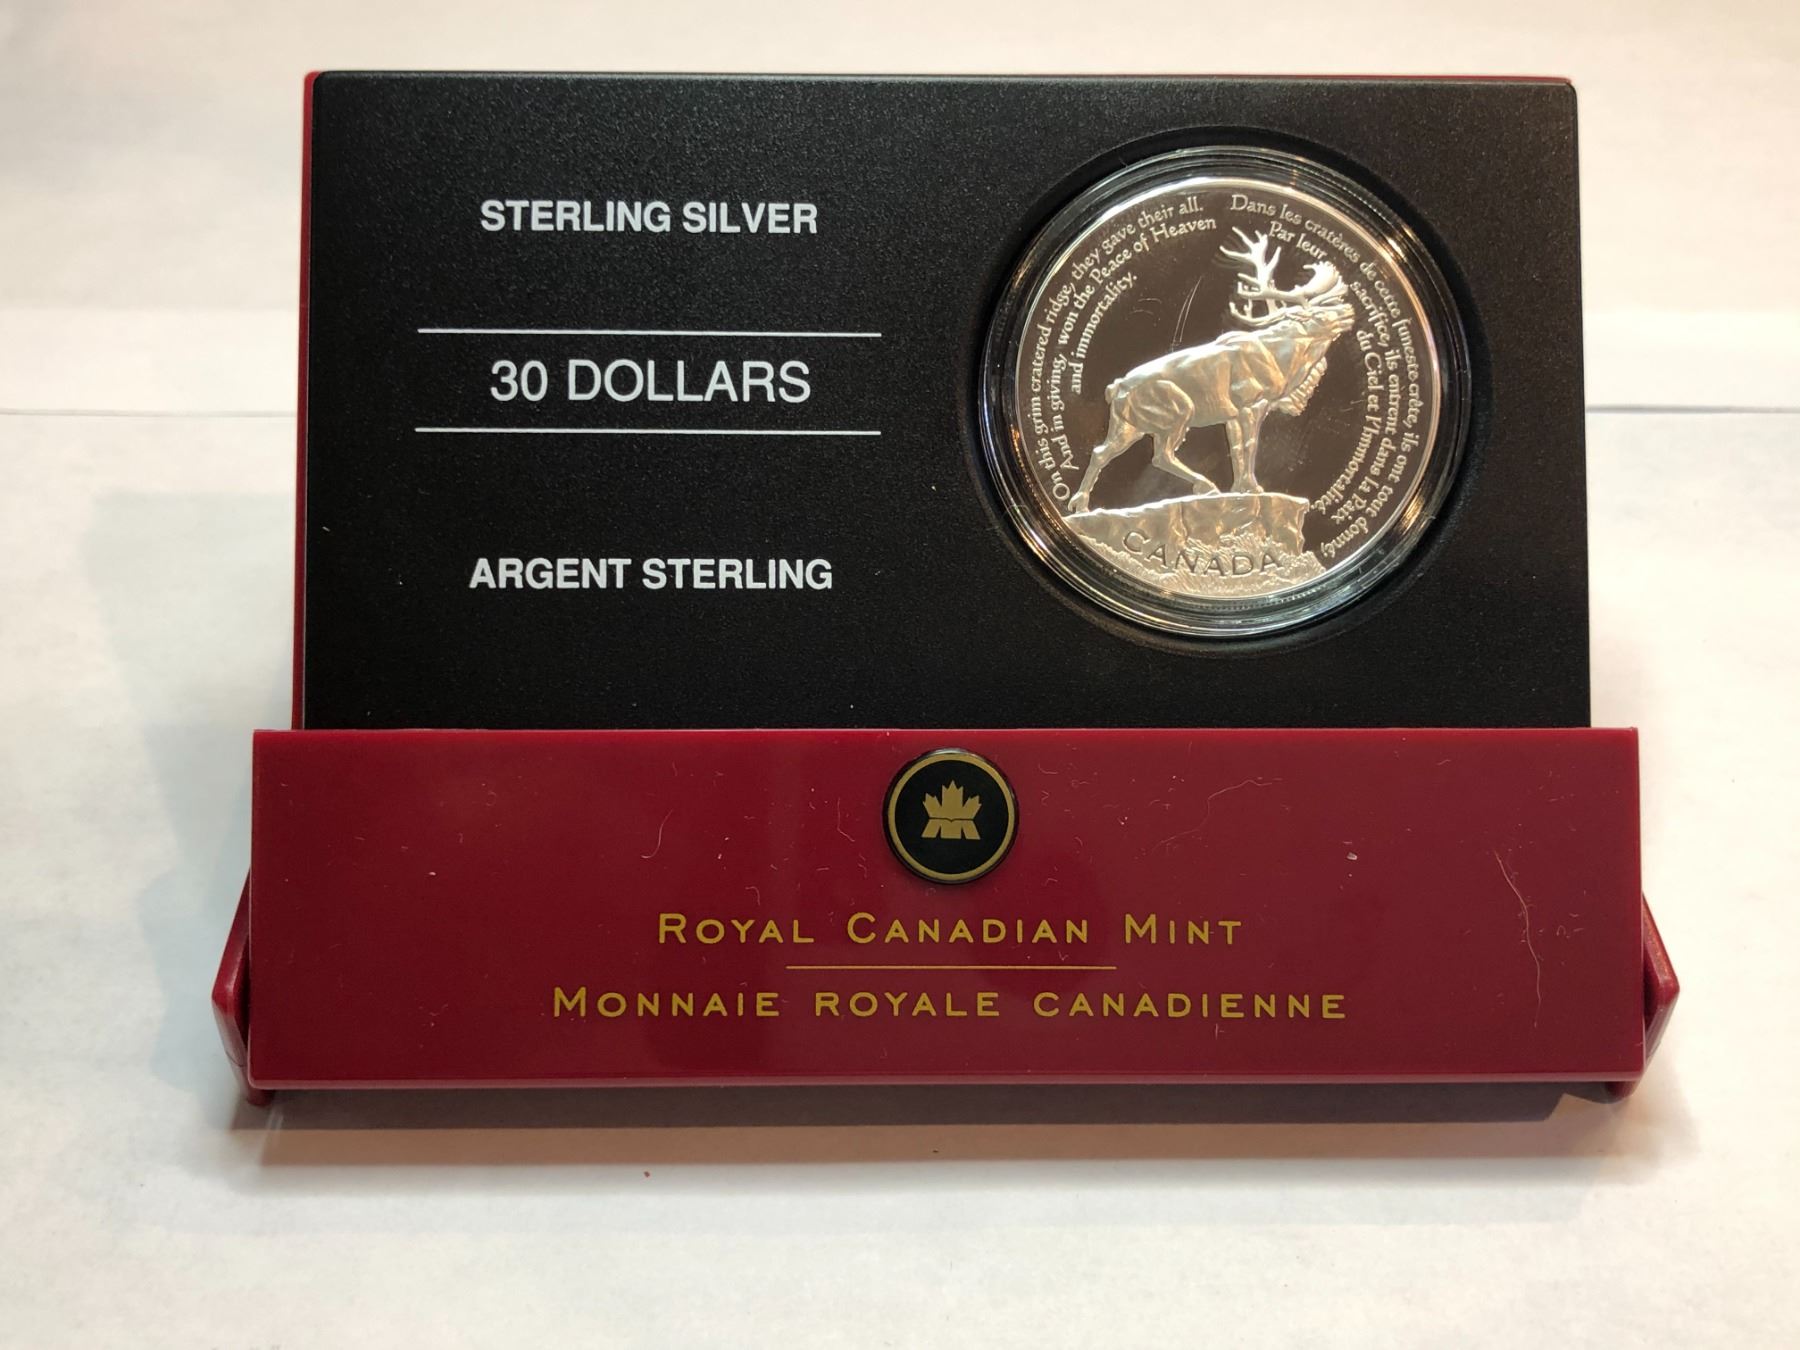 STERLING SILVER
30 DOLLARS
ARGENT STERLING
On this grim cratered ridge, they gave their all.
And in giving, won the Peace of Heaven
and immortality.
Dans les cratères de cette funeste crête, ils ont tout donné,
Par leur sacrifice, ils entrent dans la Paix
du Ciel et l'Immortalité.
CANADA
ROYAL CANADIAN MINT
MONNAIE ROYALE CANADIENNE